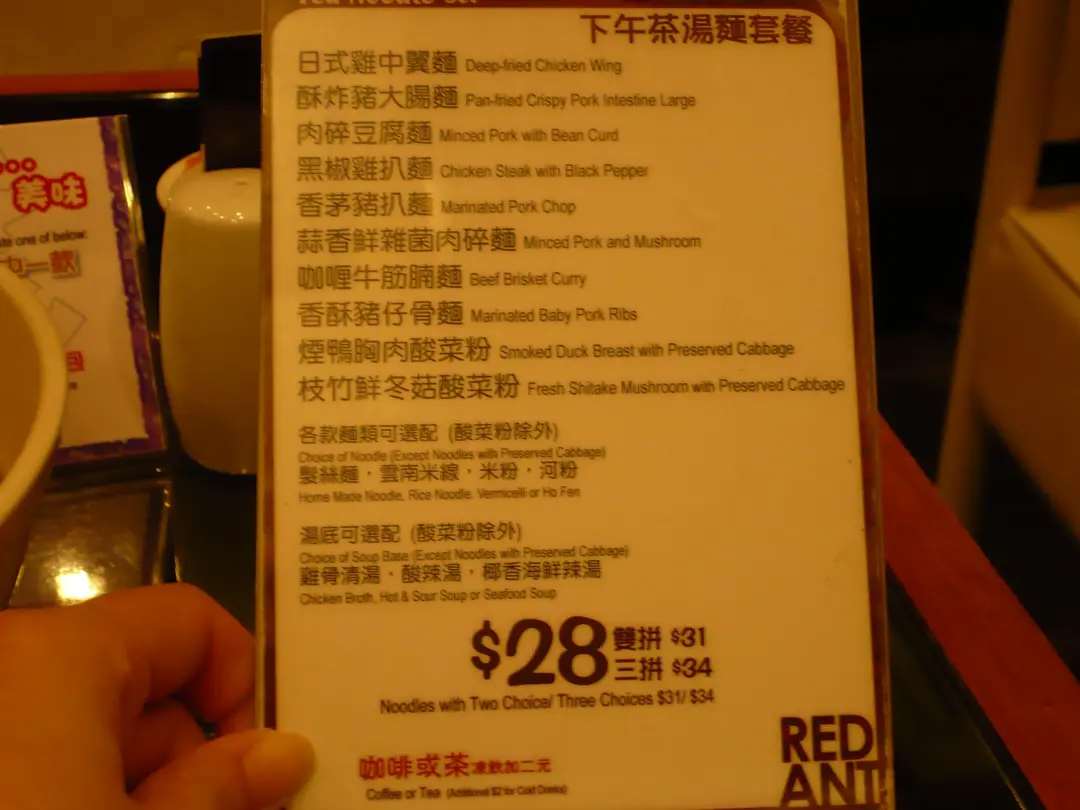 Tea Noodle Set
下午茶湯麵套餐
日式雞中翼麵 Deep-fried Chicken Wing
酥炸豬大腸麵 Pan-fried Crispy Pork Intestine Large
肉碎豆腐麵 Minced Pork with Bean Curd
黑椒雞扒麵 Chicken Steak with Black Pepper
香茅豬扒麵 Marinated Pork Chop
蒜香鮮雜菌肉碎麵 Minced Pork and Mushroom
咖喱牛筋腩麵 Beef Brisket Curry
香酥豬仔骨麵 Marinated Baby Pork Ribs
煙鴨胸肉酸菜粉 Smoked Duck Breast with Preserved Cabbage
枝竹鮮冬菇酸菜粉 Fresh Shitake Mushroom with Preserved Cabbage
各款麵類可選配 (酸菜粉除外)
Choice of Noodle (Except Noodles with Preserved Cabbage)
髮絲麵．雲南米線．米粉．河粉
Home Made Noodle, Rice Noodle, Vermicelli or Ho Fen
湯底可選配 (酸菜粉除外)
Choice of Soup Base (Except Noodles with Preserved Cabbage)
雞骨清湯．酸辣湯．椰香海鮮辣湯
Chicken Broth, Hot & Sour Soup or Seafood Soup
$28 雙拼 $31
三拼 $34
Noodles with Two Choice/ Three Choices $31/ $34
咖啡或茶 凍飲加二元
Coffee or Tea (Additional $2 for Cold Drinks)
RED
ANT
美味
one of below:
一款